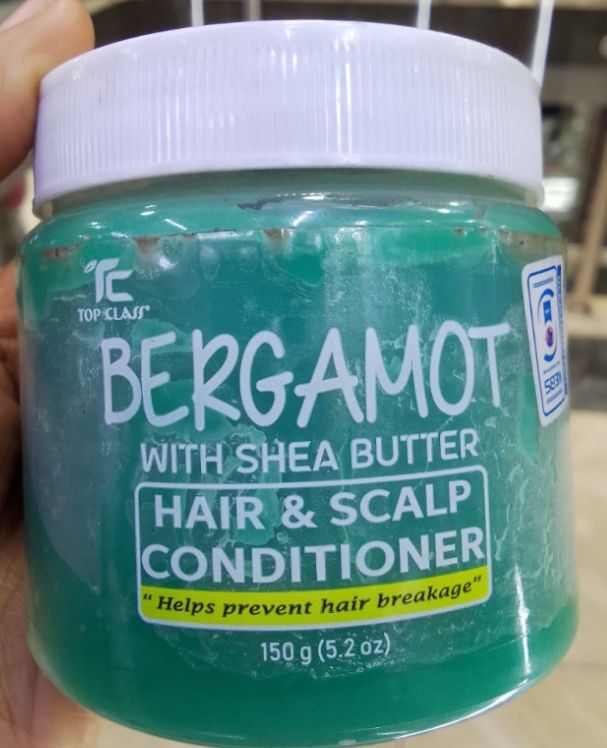 TC
TOP CLASS
BERGAMOT
WITH SHEA BUTTER
HAIR & SCALP
CONDITIONER
"Helps prevent hair breakage"
150 g (5.2 oz)